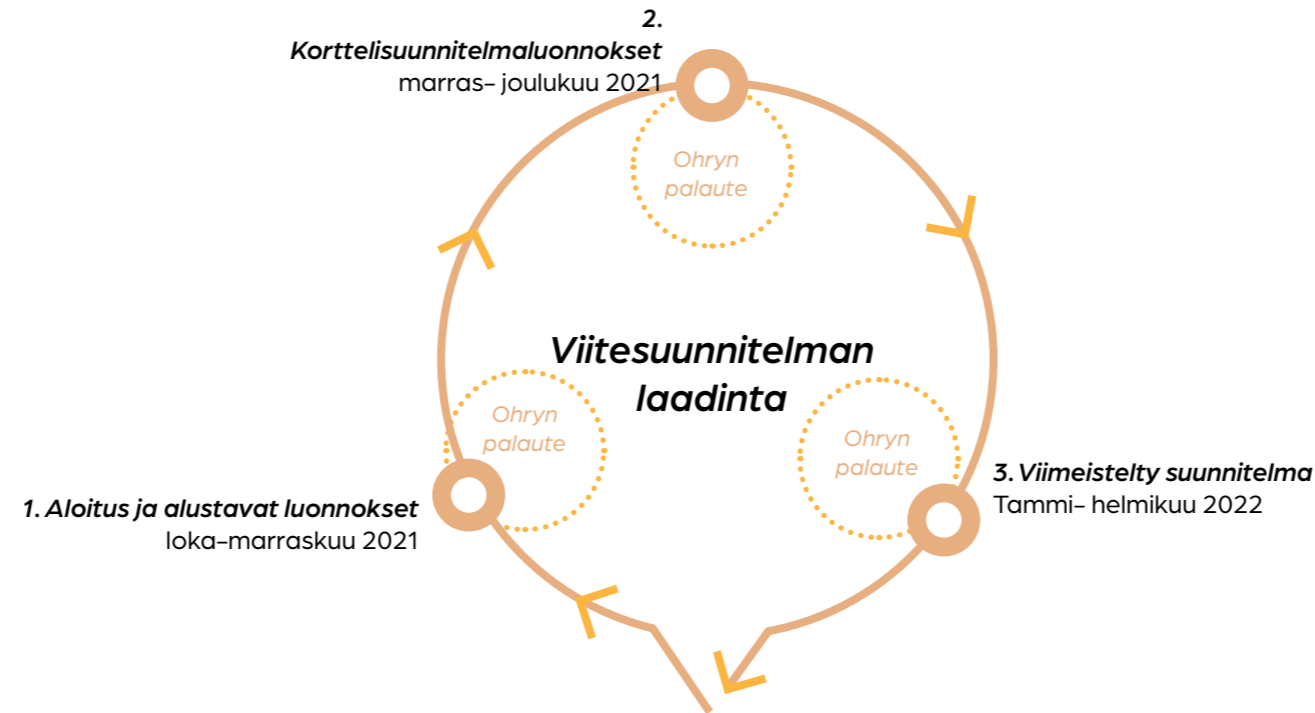 2.
Korttelisuunnitelmaluonnokset
marras- joulukuu 2021
Ohryn
palaute
Viitesuunnitelman
laadinta
Ohryn
palaute
Ohryn
palaute
1. Aloitus ja alustavat luonnokset
loka-marraskuu 2021
3. Viimeistelty suunnitelma
Tammi- helmikuu 2022